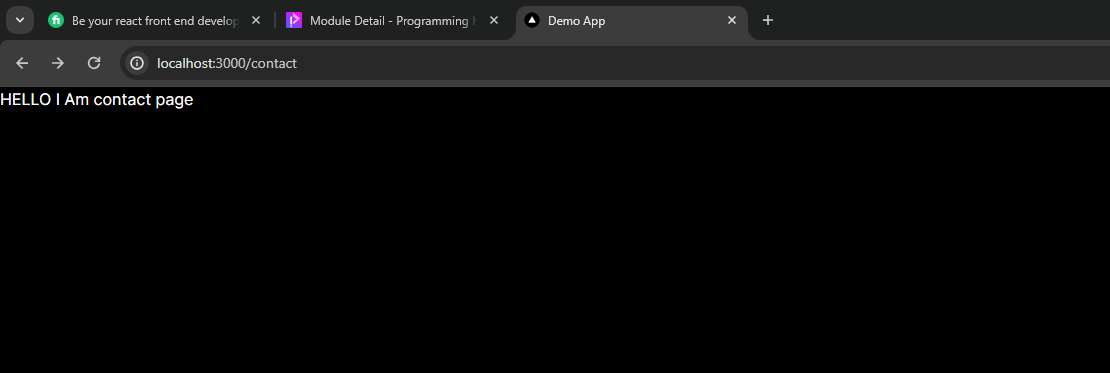 Be your react front end develop
Module Detail - Programming H
Demo App
localhost:3000/contact
HELLO I Am contact page